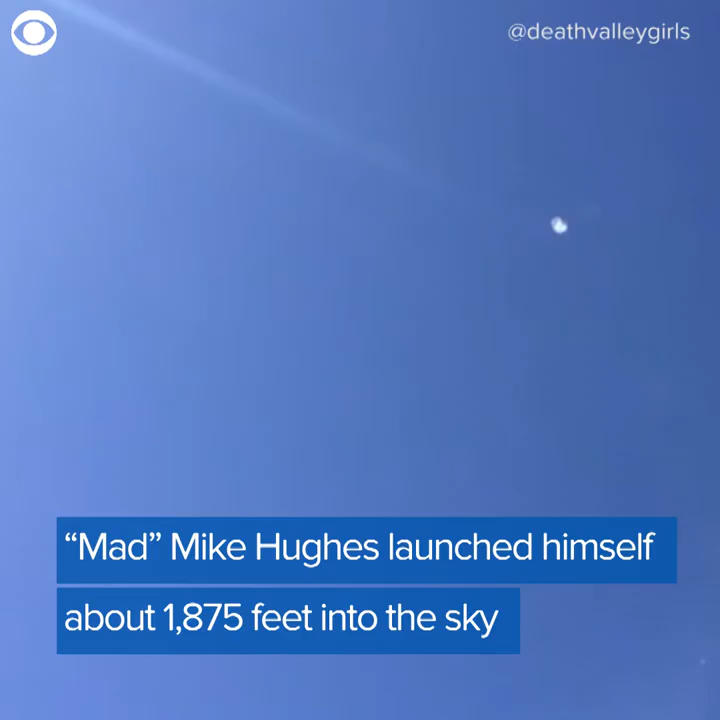 @deathvalleygirls
“Mad” Mike Hughes launched himself
about 1,875 feet into the sky